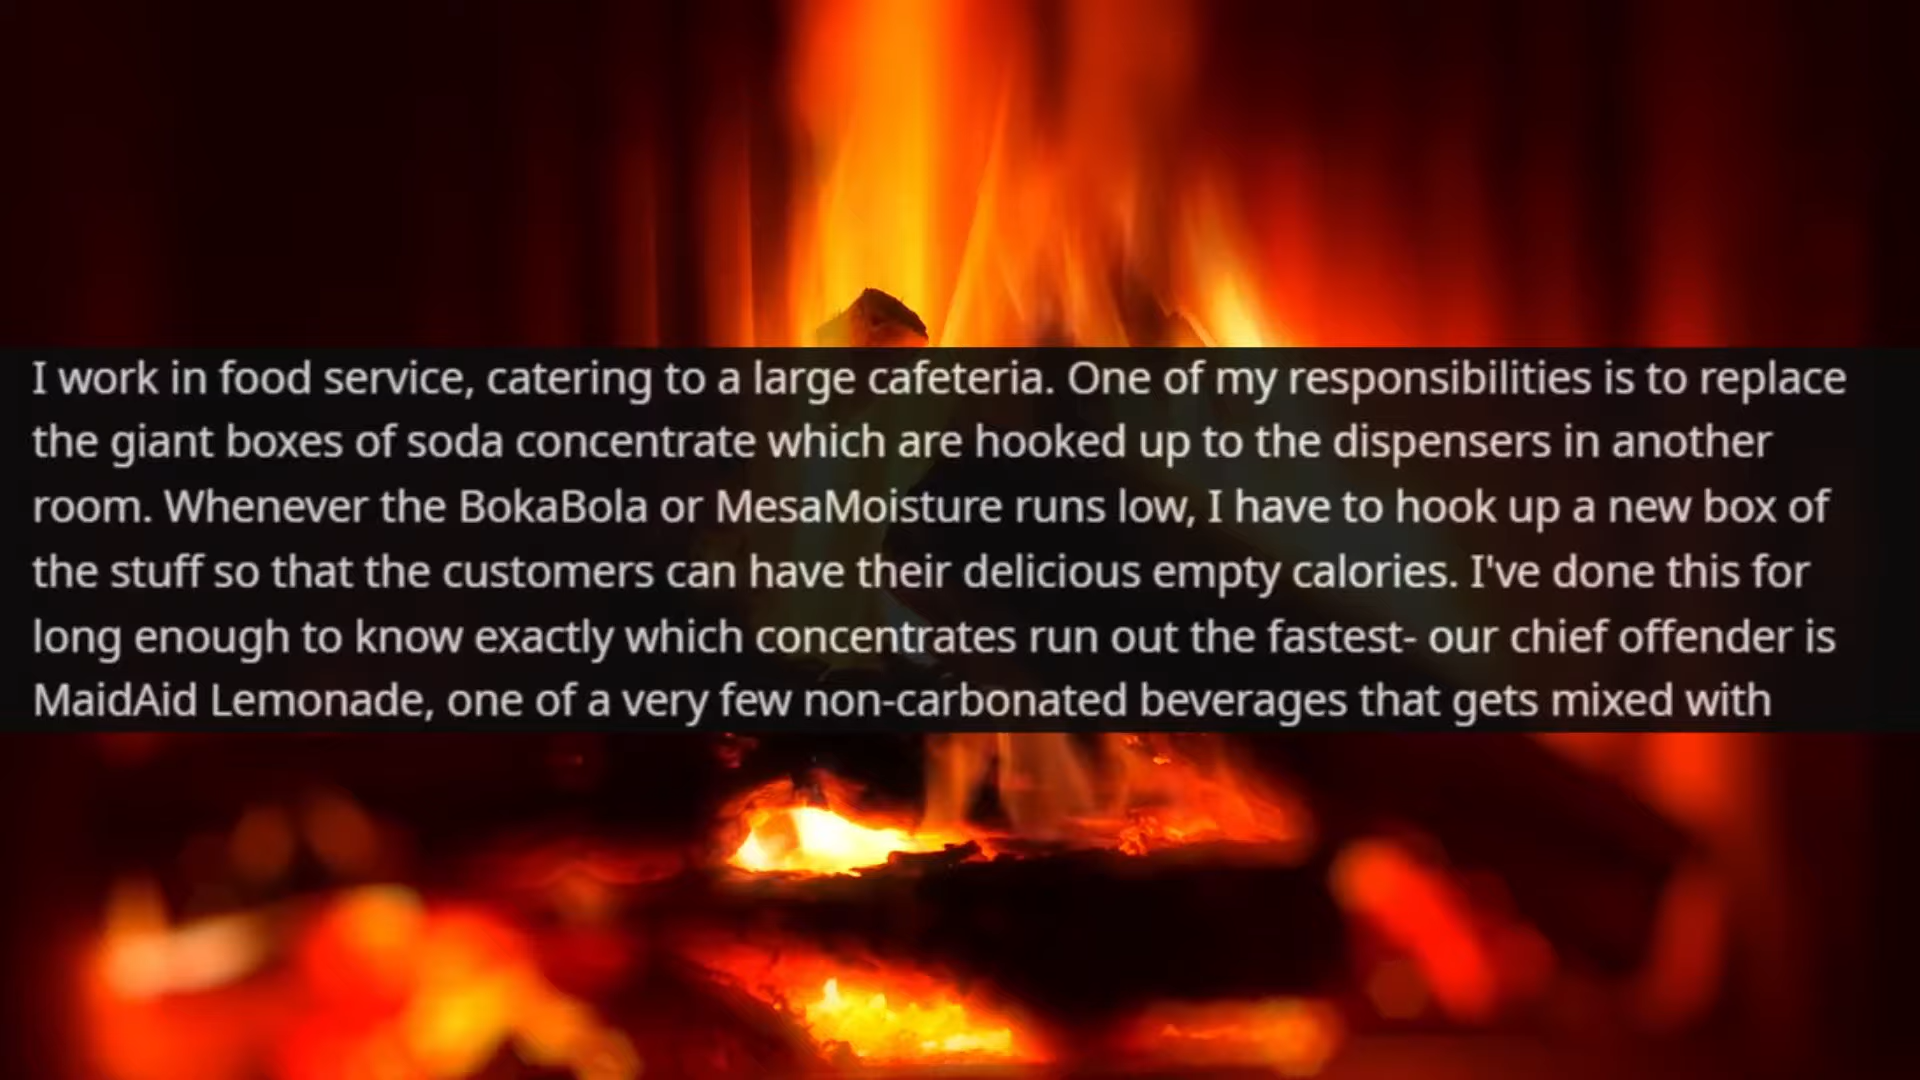 I work in food service, catering to a large cafeteria. One of my responsibilities is to replace
the giant boxes of soda concentrate which are hooked up to the dispensers in another
room. Whenever the BokaBola or MesaMoisture runs low, I have to hook up a new box of
the stuff so that the customers can have their delicious empty calories. I've done this for
long enough to know exactly which concentrates run out the fastest- our chief offender is
MaidAid Lemonade, one of a very few non-carbonated beverages that gets mixed with